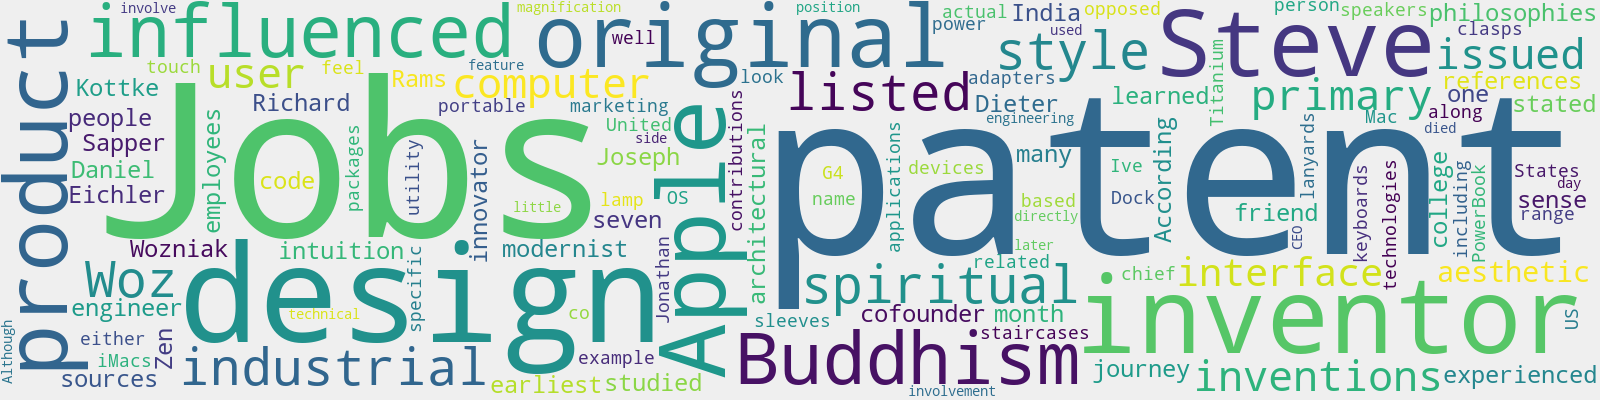 involve
magnification
position
actual
India
opposed
person
speakers
philosophies
influenced
original
well
power
used
clasps
style
Steve
issued
product
touch
user
feel
Rams
feature
computer
look
adapters
Titanium
references
Kottke
Richard
portable
marketing
listed
Dieter
learned
primary
one
stated
people
employees
packages
United
engineering
Mac
along
died
Sapper
Jobs
side
contributions
architectural
applications
many
According
lanyards
Daniel
code
utility
innovator
Joseph
Apple
G4
devices
Ive
patent
keyboards
technologies
college
including
PowerBook
States
day
Eichler
little
lamp
OS
name
based
Dock
sense
seven
directly
friend
CEO
range
Wozniak
intuition
specific
modernist
Jonathan
later
related
Woz
design
spiritual
chief
interface
aesthetic
engineer
technical
co
sleeves
cofounder
month
inventor
US
Although
either
Zen
example
staircases
iMacs
industrial
Buddhism
journey
sources
earliest
studied
involvement
inventions
experienced